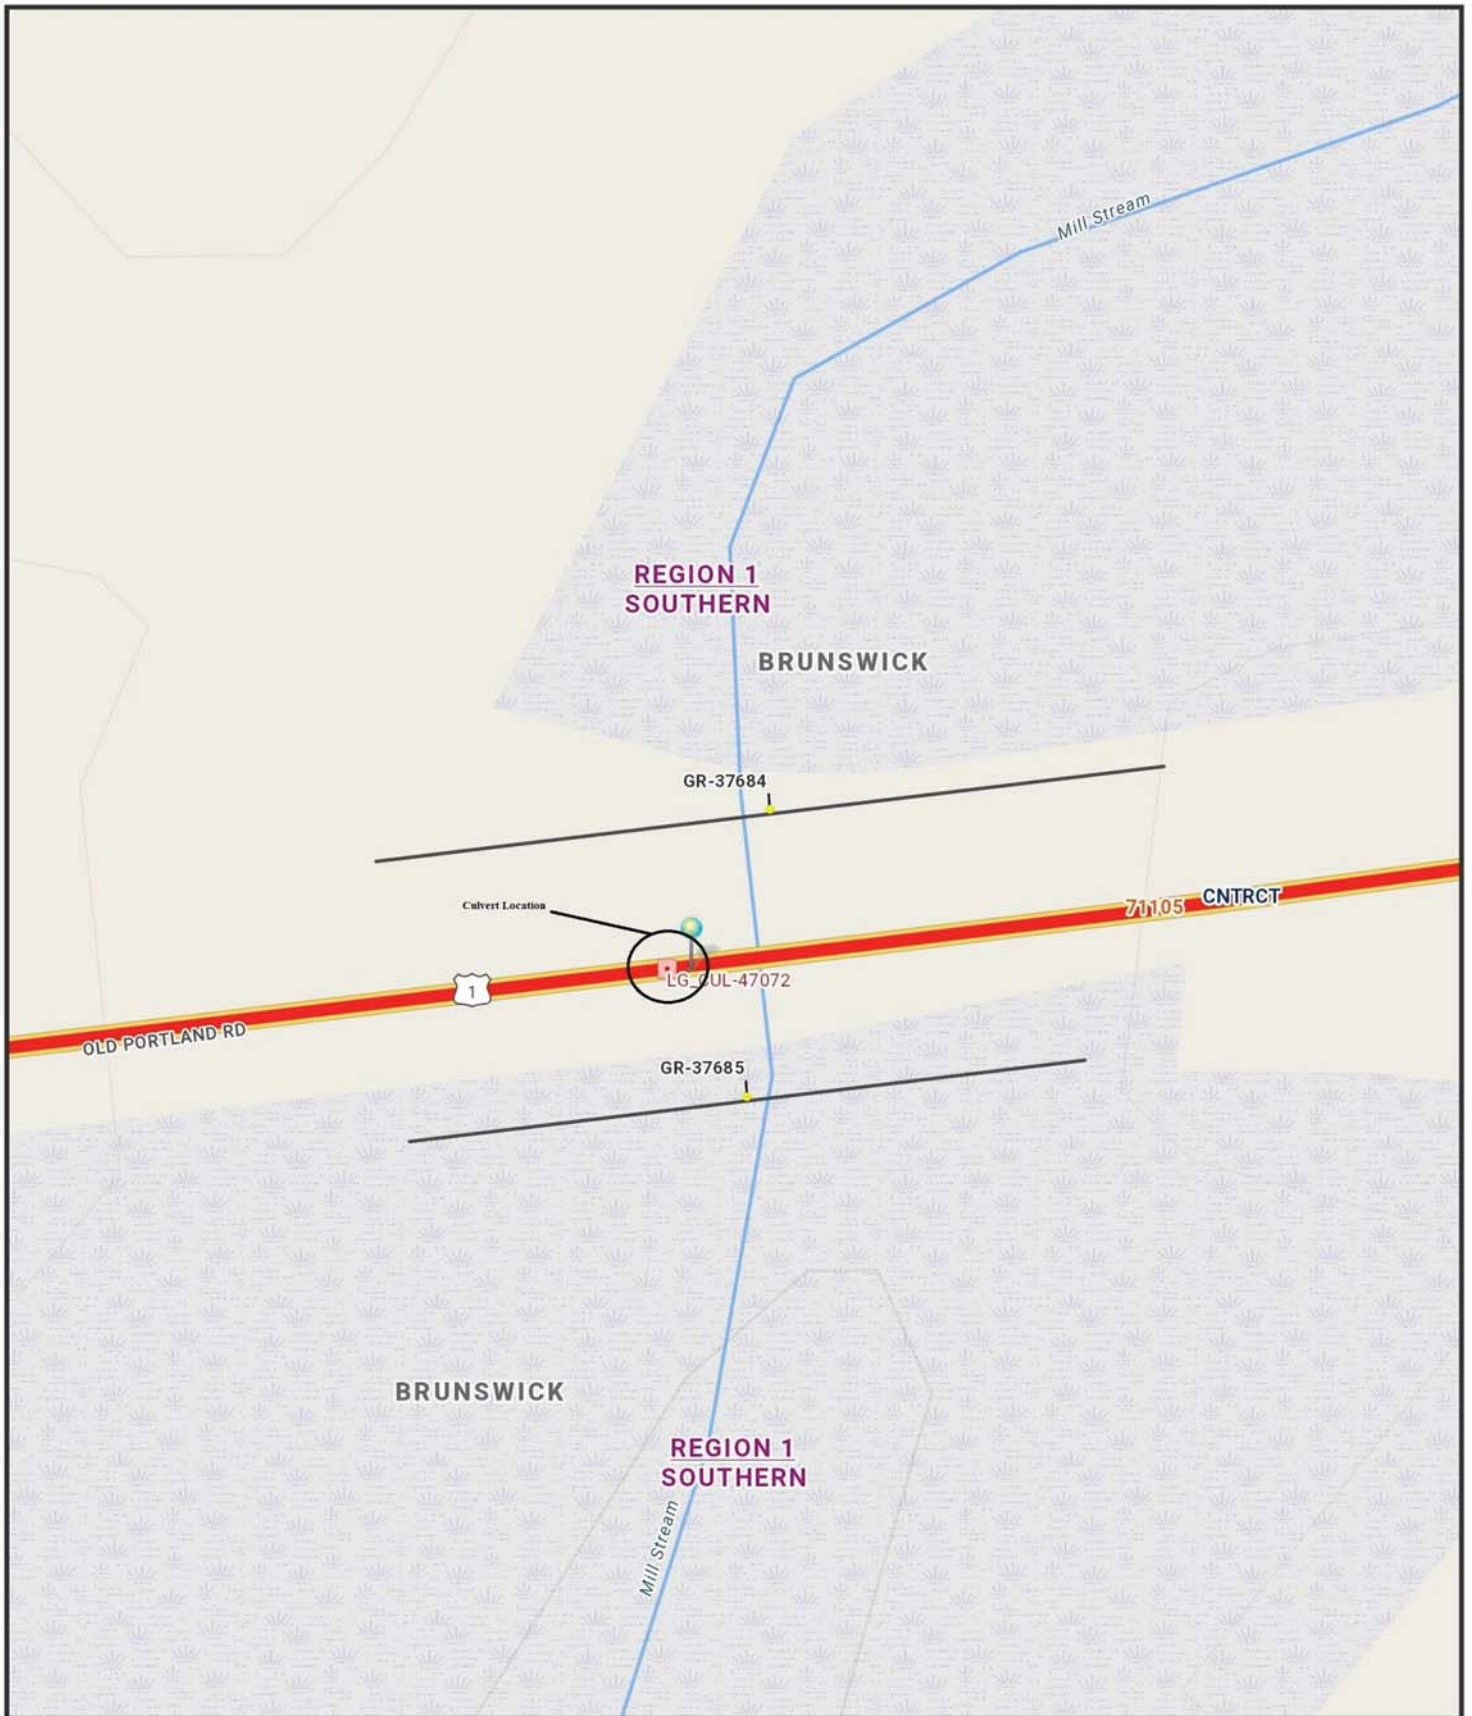 Mill Stream
REGION 1
SOUTHERN
BRUNSWICK
GR-37684
Culvert Location
71105
CNTRCT
LG_CUL-47072
1
OLD PORTLAND RD
GR-37685
BRUNSWICK
REGION 1
SOUTHERN
Mill Stream